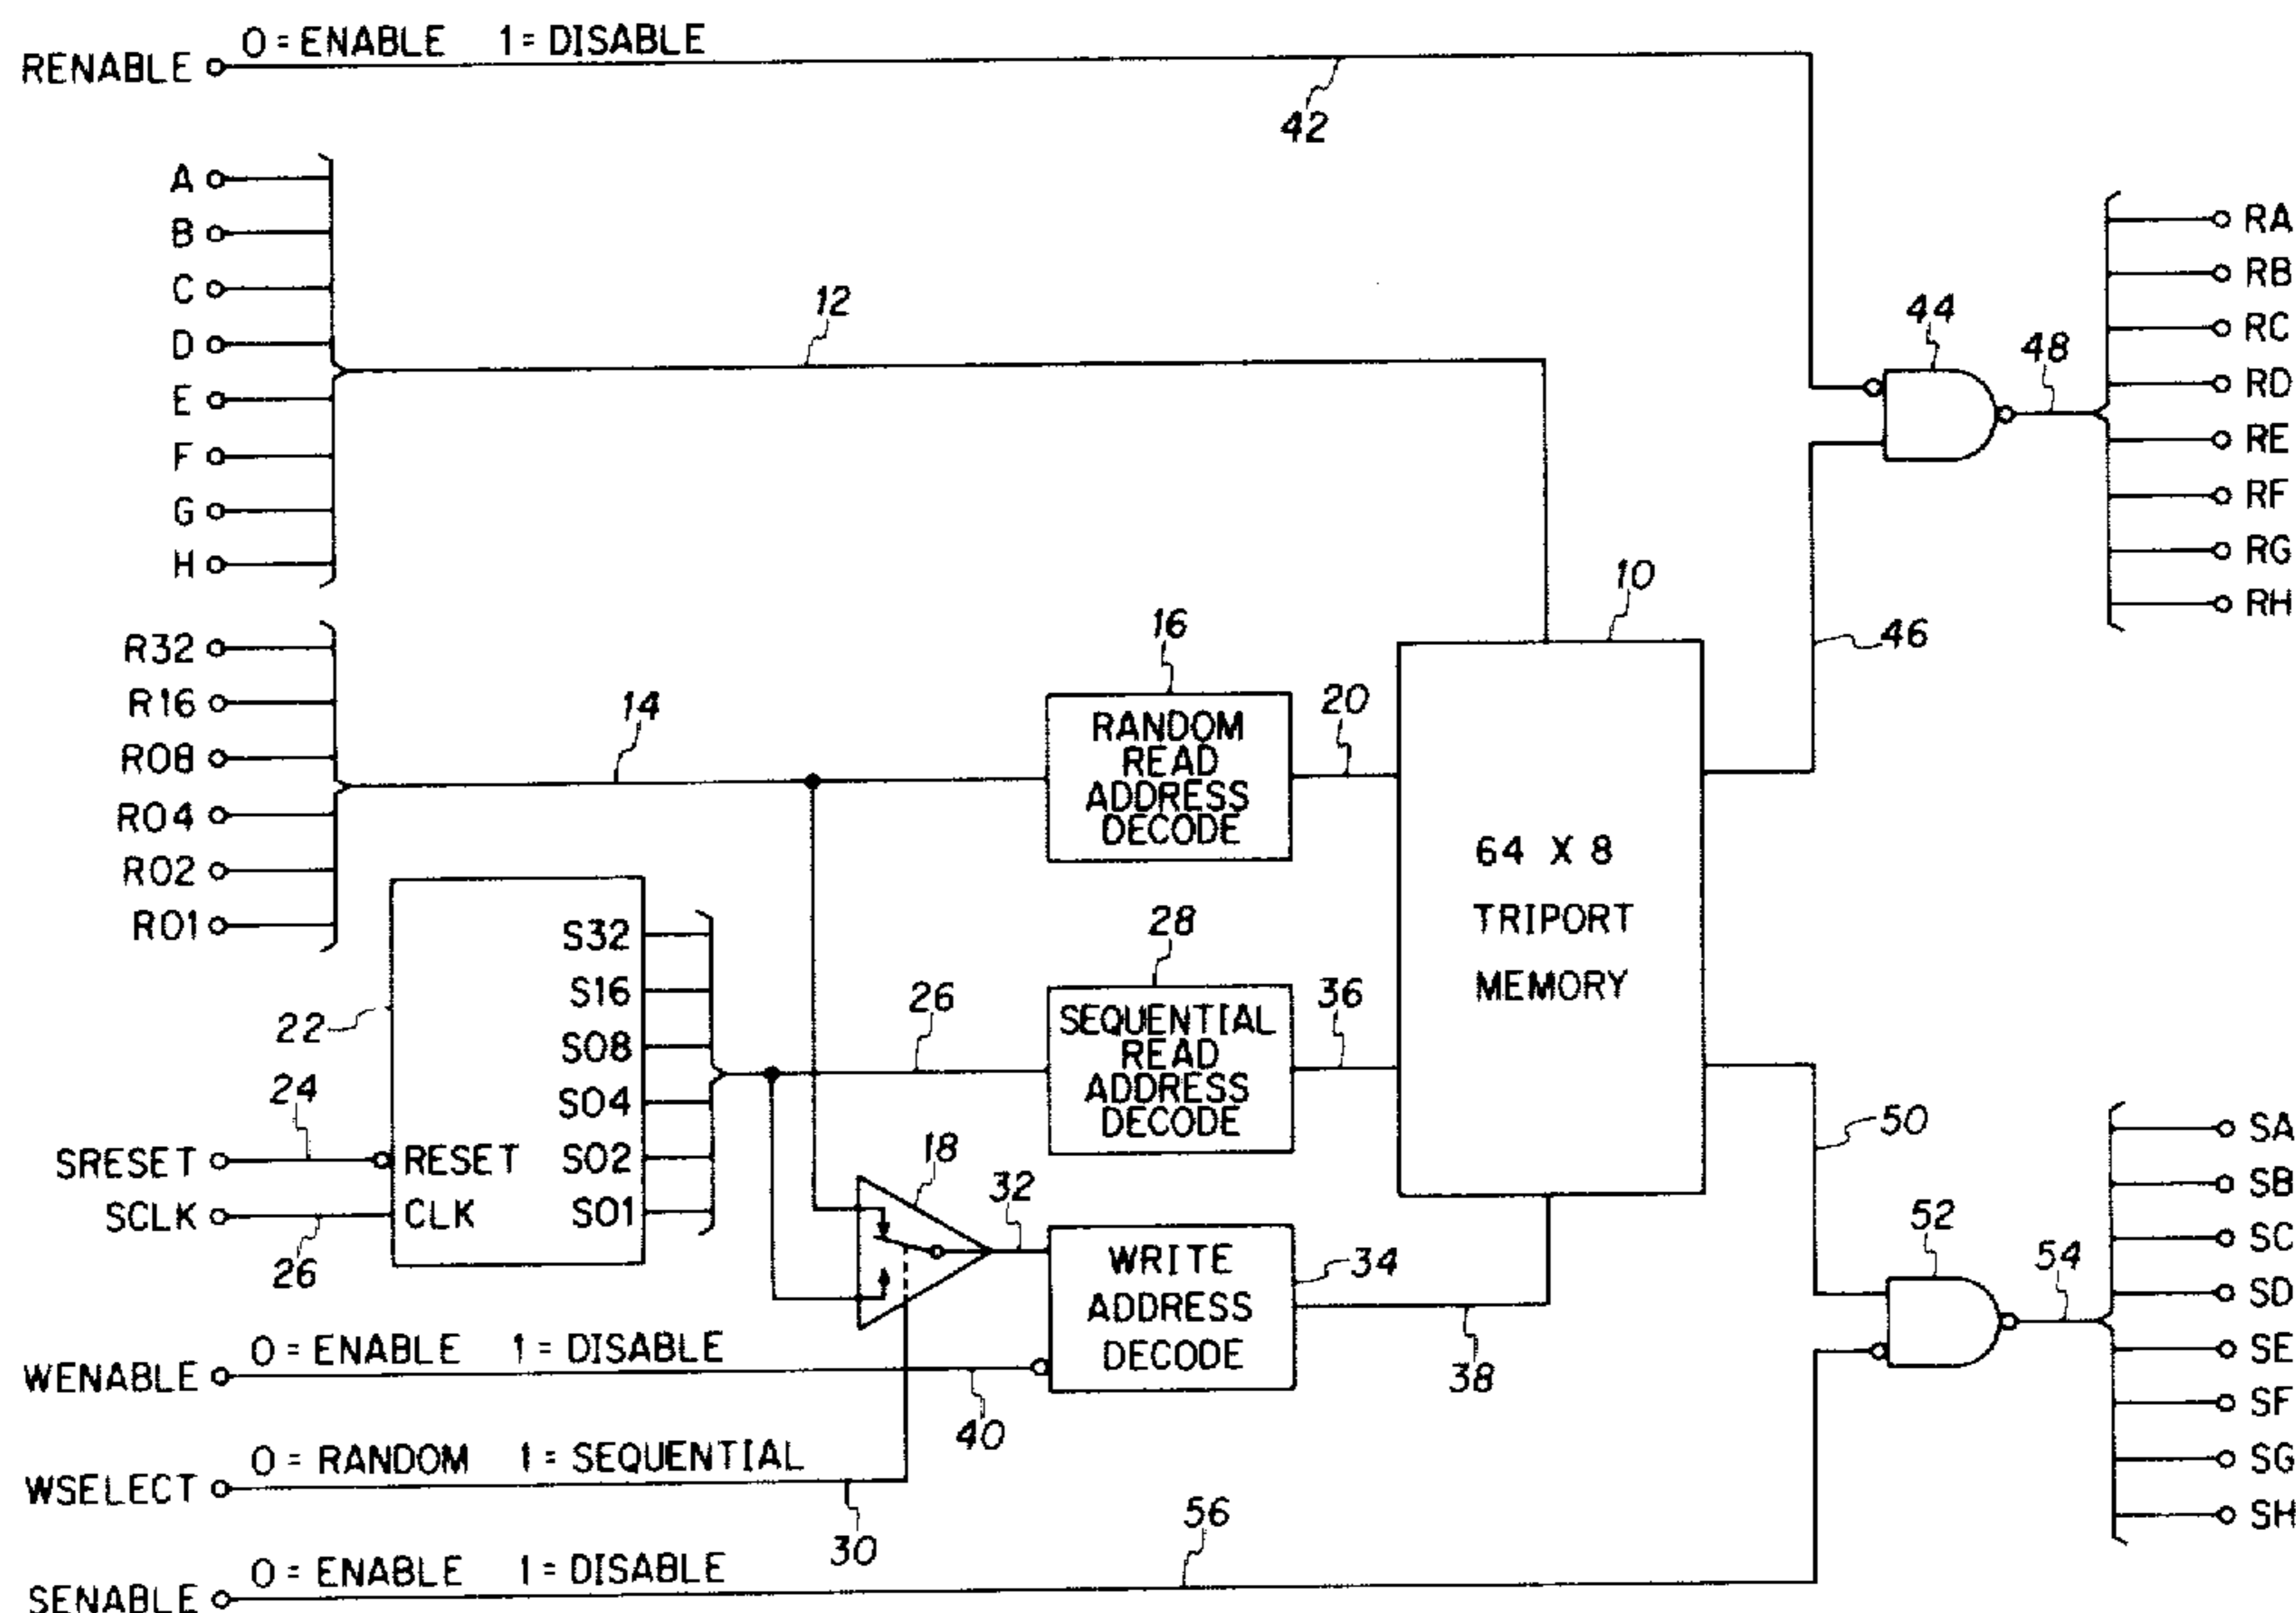 RENABLE 0 = ENABLE 1 = DISABLE
42
A
B
C
D
E
F
G
H
12
44
48
RA
RB
RC
RD
RE
RF
RG
RH
46
R32
R16
R08
R04
R02
R01
14
16
RANDOM
READ
ADDRESS
DECODE
20
10
64 X 8
TRIPORT
MEMORY
22
S32
S16
S08
S04
S02
S01
24
SRESET
RESET
SCLK
CLK
26
26
28
SEQUENTIAL
READ
ADDRESS
DECODE
36
18
32
WRITE
ADDRESS
DECODE
34
38
50
52
54
SA
SB
SC
SD
SE
SF
SG
SH
WENABLE 0 = ENABLE 1 = DISABLE
40
WSELECT 0 = RANDOM 1 = SEQUENTIAL
30
SENABLE 0 = ENABLE 1 = DISABLE
56